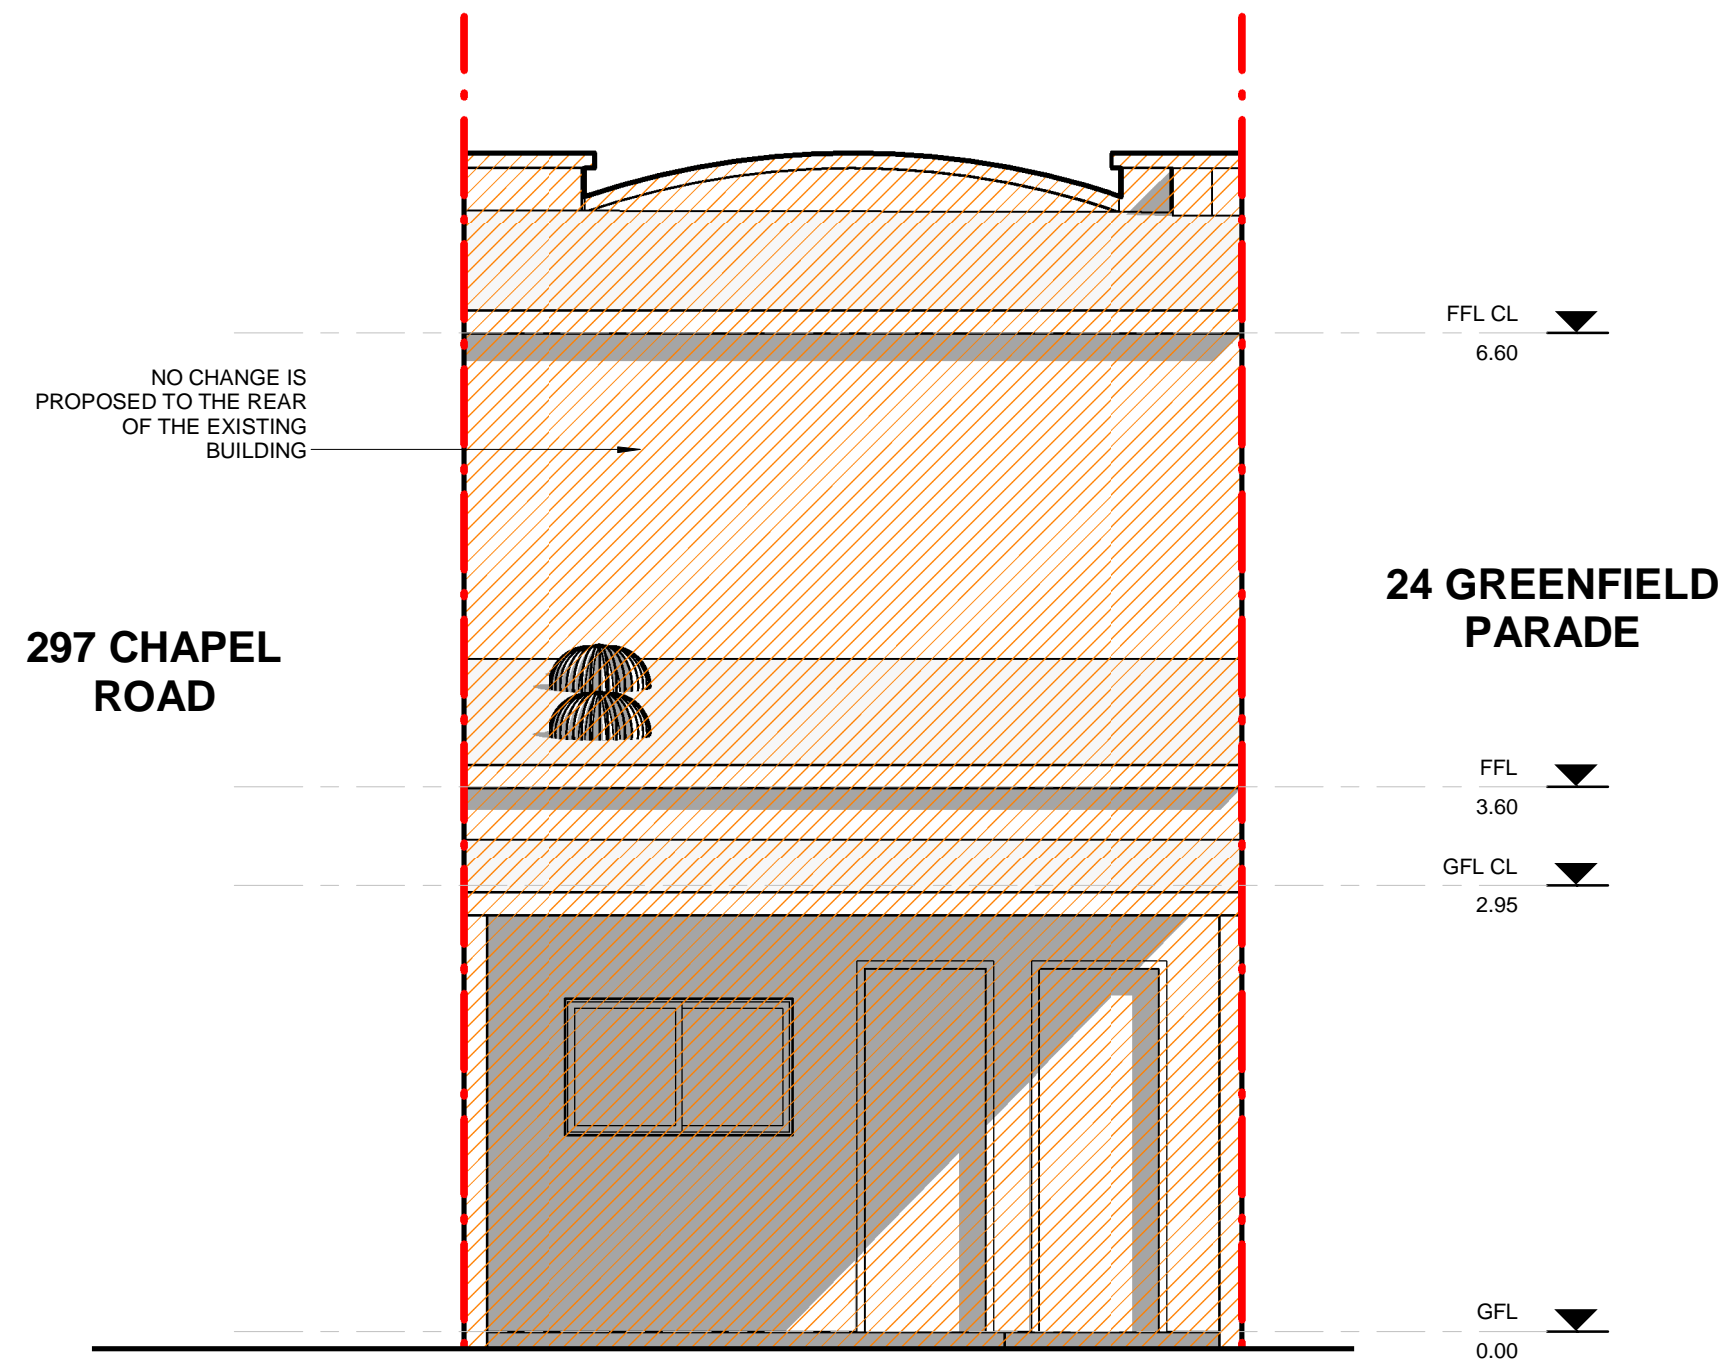 FFL CL
6.60
NO CHANGE IS
PROPOSED TO THE REAR
OF THE EXISTING
BUILDING
24 GREENFIELD
PARADE
297 CHAPEL
ROAD
FFL
3.60
GFL CL
2.95
GFL
0.00